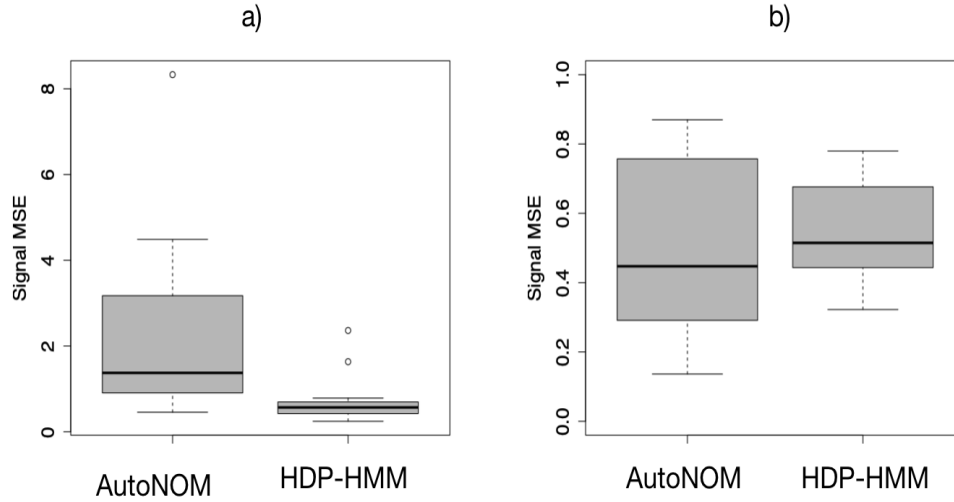 a)
Signal MSE
8
6
4
2
0
AutoNOM
HDP-HMM
b)
Signal MSE
1.0
0.8
0.6
0.4
0.2
0.0
AutoNOM
HDP-HMM